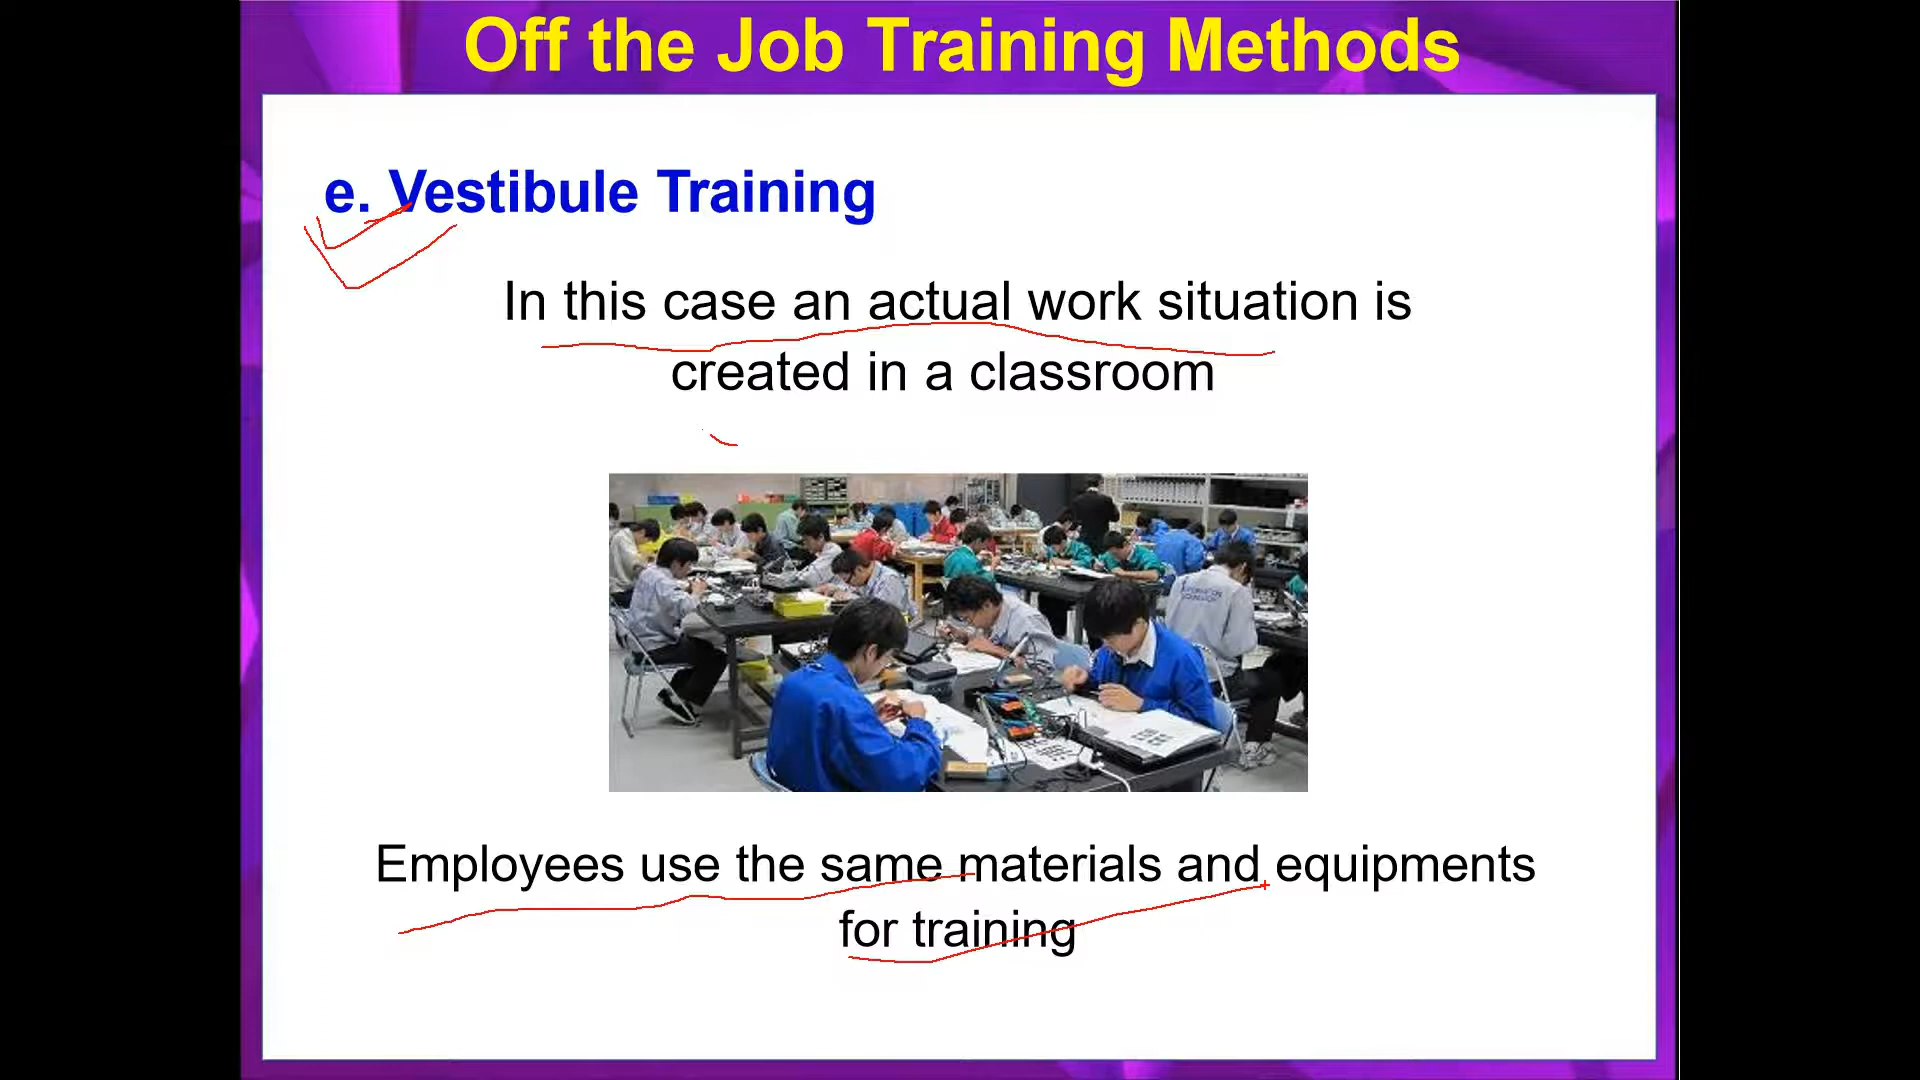 Off the Job Training Methods
e. Vestibule Training
In this case an actual work situation is
created in a classroom
Employees use the same materials and equipments
for training